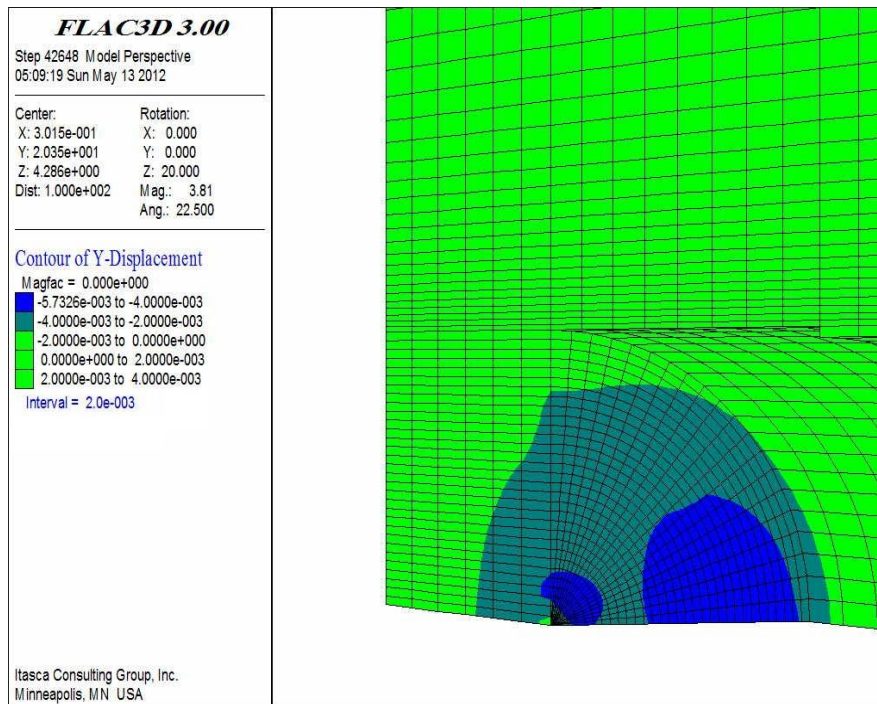 FLAC3D 3.00
Step 42648 Model Perspective
05:09:19 Sun May 13 2012
Center:
X: 3.015e-001
Y: 2.035e+001
Z: 4.286e+000
Dist: 1.000e+002
Rotation:
X: 0.000
Y: 0.000
Z: 20.000
Mag.: 3.81
Ang.: 22.500
Contour of Y-Displacement
Magfac = 0.000e+000
-5.7326e-003 to -4.0000e-003
-4.0000e-003 to -2.0000e-003
-2.0000e-003 to 0.0000e+000
0.0000e+000 to 2.0000e-003
2.0000e-003 to 4.0000e-003
Interval = 2.0e-003
Itasca Consulting Group, Inc.
Minneapolis, MN USA